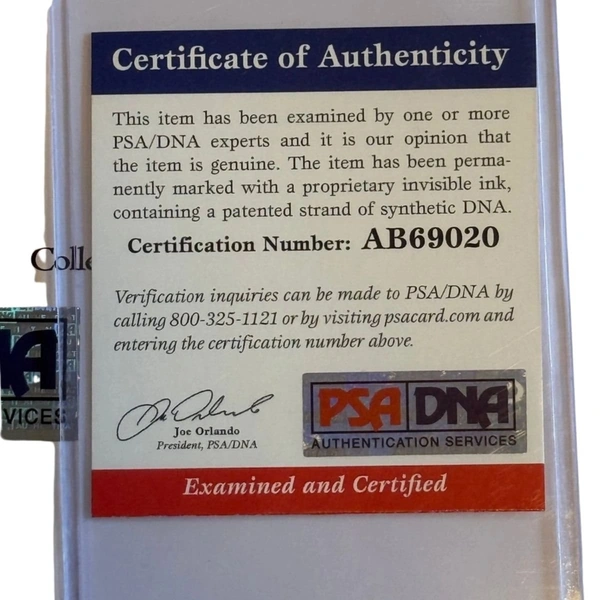 Certificate of Authenticity
This item has been examined by one or more
PSA/DNA experts and it is our opinion that
the item is genuine. The item has been perma-
nently marked with a proprietary invisible ink,
containing a patented strand of synthetic DNA.
Certification Number: AB69020
Colle
Verification inquiries can be made to PSA/DNA by
calling 800-325-1121 or by visiting psacard.com and
entering the certification number above.
NA
VICES
Joe Orlando
President, PSA/DNA
PSA DNA
AUTHENTICATION SERVICES
Examined and Certified